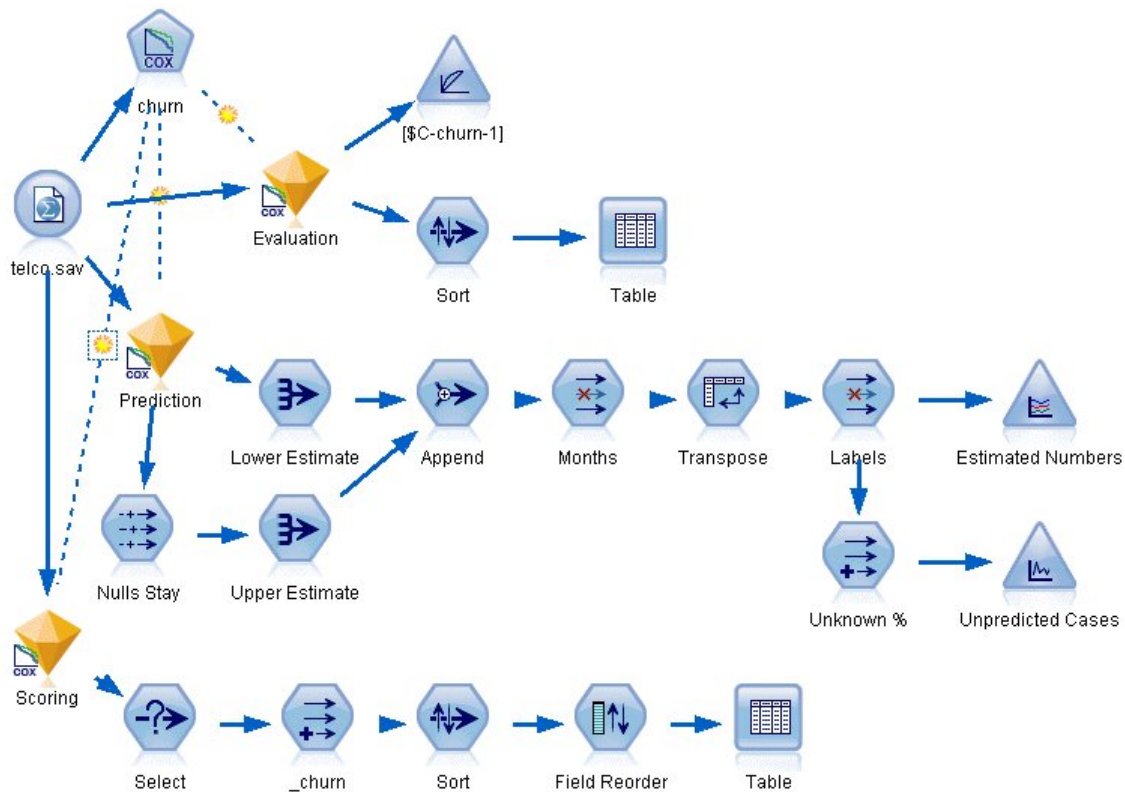 COX
churn
[$C-churn-1]
COX
Evaluation
telco.sav
Sort
Table
COX
Prediction
Lower Estimate
Append
Months
Transpose
Labels
Estimated Numbers
Nulls Stay
Upper Estimate
Unknown %
Unpredicted Cases
COX
Scoring
Select
_churn
Sort
Field Reorder
Table